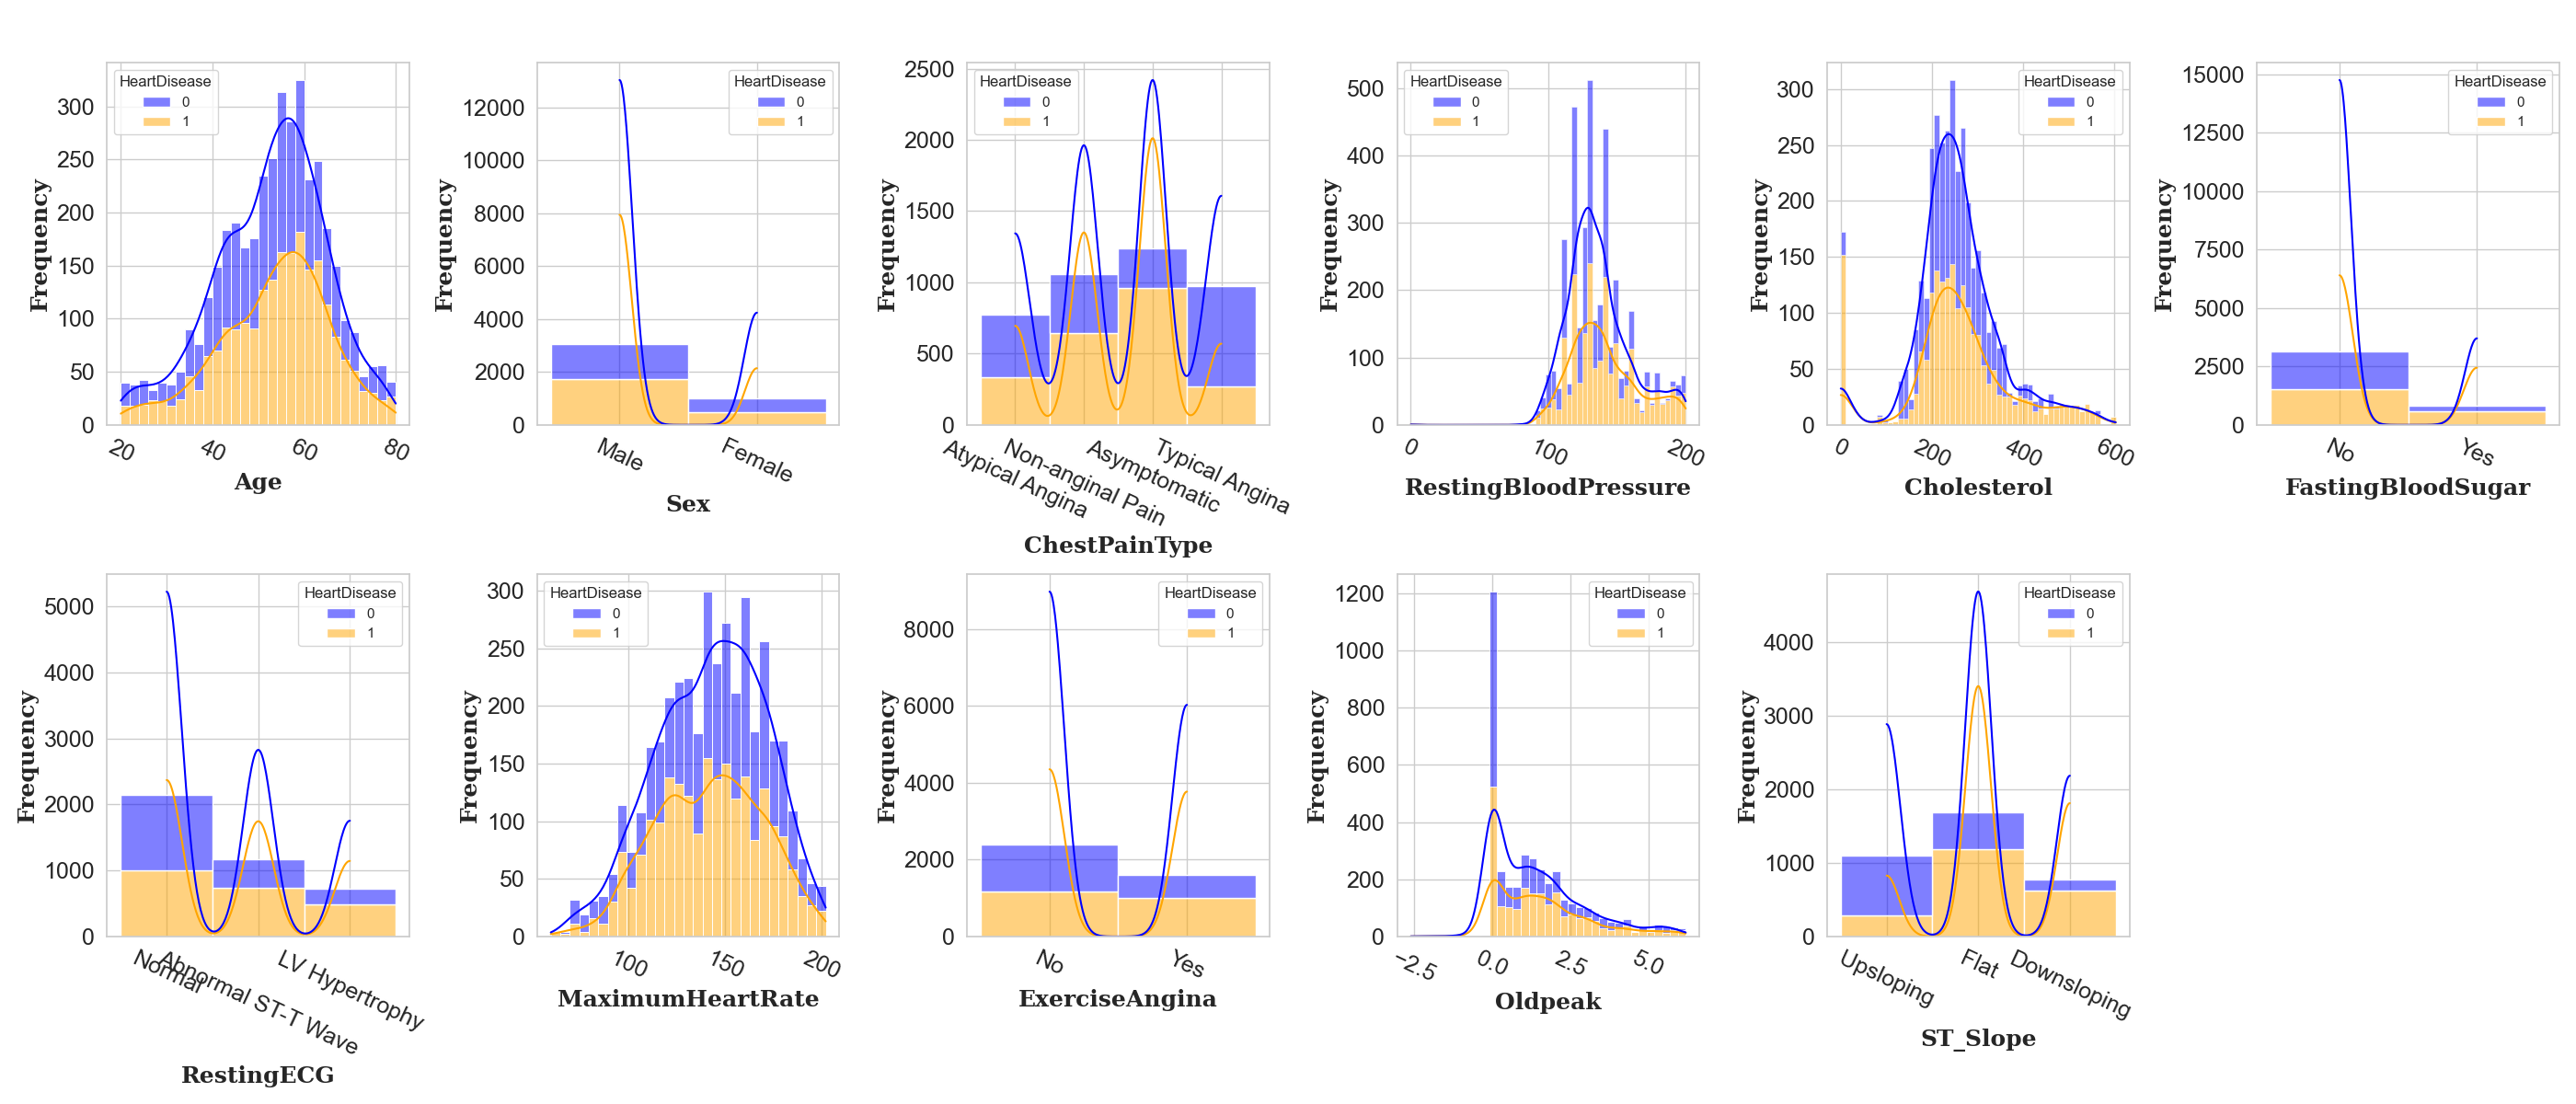 HeartDisease
0
1
300
250
200
150
100
50
0
Frequency
20
40
60
80
Age
HeartDisease
0
1
12000
10000
8000
6000
4000
2000
0
Frequency
Male
Female
Sex
HeartDisease
0
1
2500
2000
1500
1000
500
0
Frequency
Atypical Angina
Non-anginal Pain
Asymptomatic
Typical Angina
ChestPainType
HeartDisease
0
1
500
400
300
200
100
0
Frequency
0
100
200
RestingBloodPressure
HeartDisease
0
1
300
250
200
150
100
50
0
Frequency
0
200
400
600
Cholesterol
HeartDisease
0
1
15000
12500
10000
7500
5000
2500
0
Frequency
No
Yes
FastingBloodSugar
HeartDisease
0
1
5000
4000
3000
2000
1000
0
Frequency
Normal
Abnormal ST-T Wave
LV Hypertrophy
RestingECG
HeartDisease
0
1
300
250
200
150
100
50
0
Frequency
100
150
200
MaximumHeartRate
HeartDisease
0
1
8000
6000
4000
2000
0
Frequency
No
Yes
ExerciseAngina
HeartDisease
0
1
1200
1000
800
600
400
200
0
Frequency
−2.5
0.0
2.5
5.0
Oldpeak
HeartDisease
0
1
4000
3000
2000
1000
0
Frequency
Upsloping
Flat
Downsloping
ST_Slope